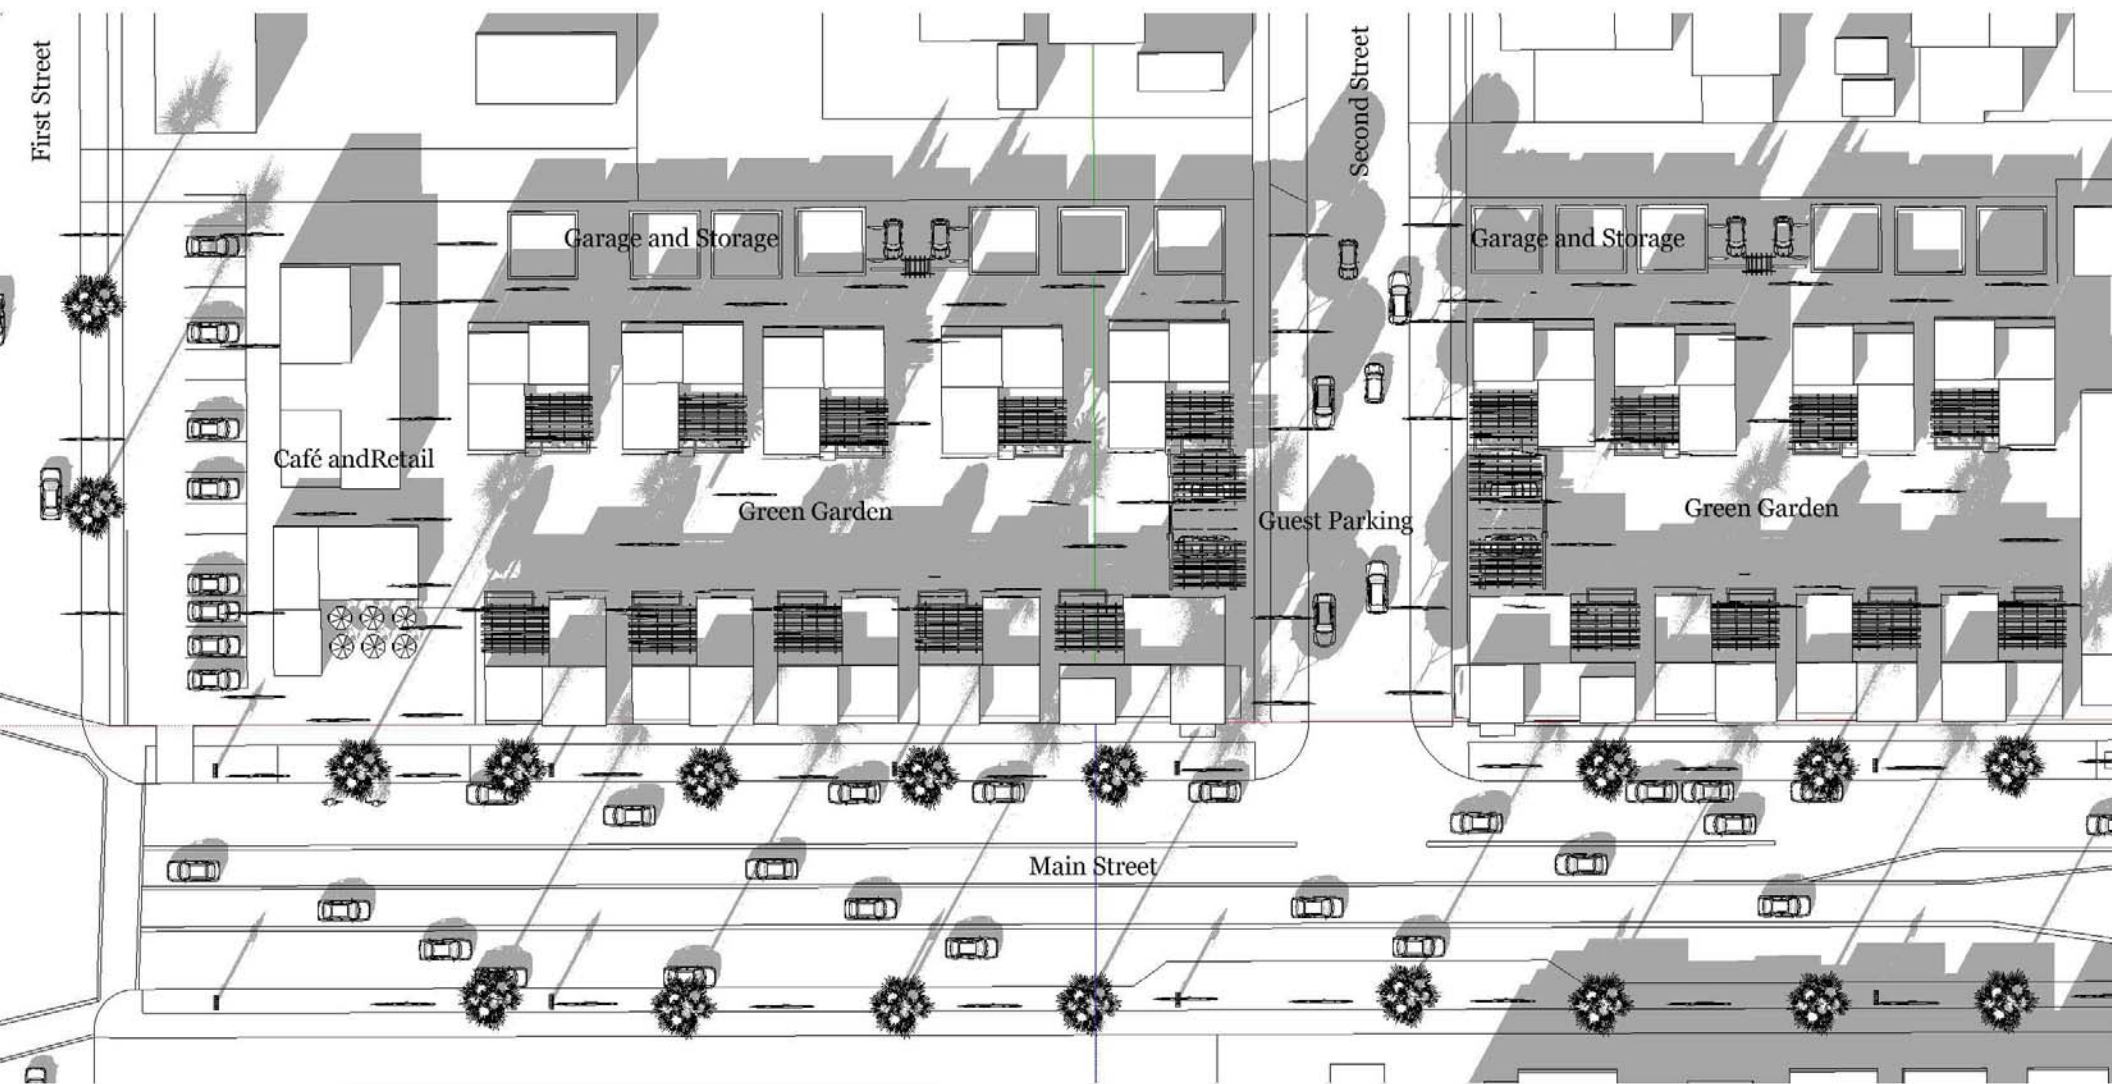 First Street
Second Street
Garage and Storage
Garage and Storage
Café andRetail
Green Garden
Guest Parking
Green Garden
Main Street